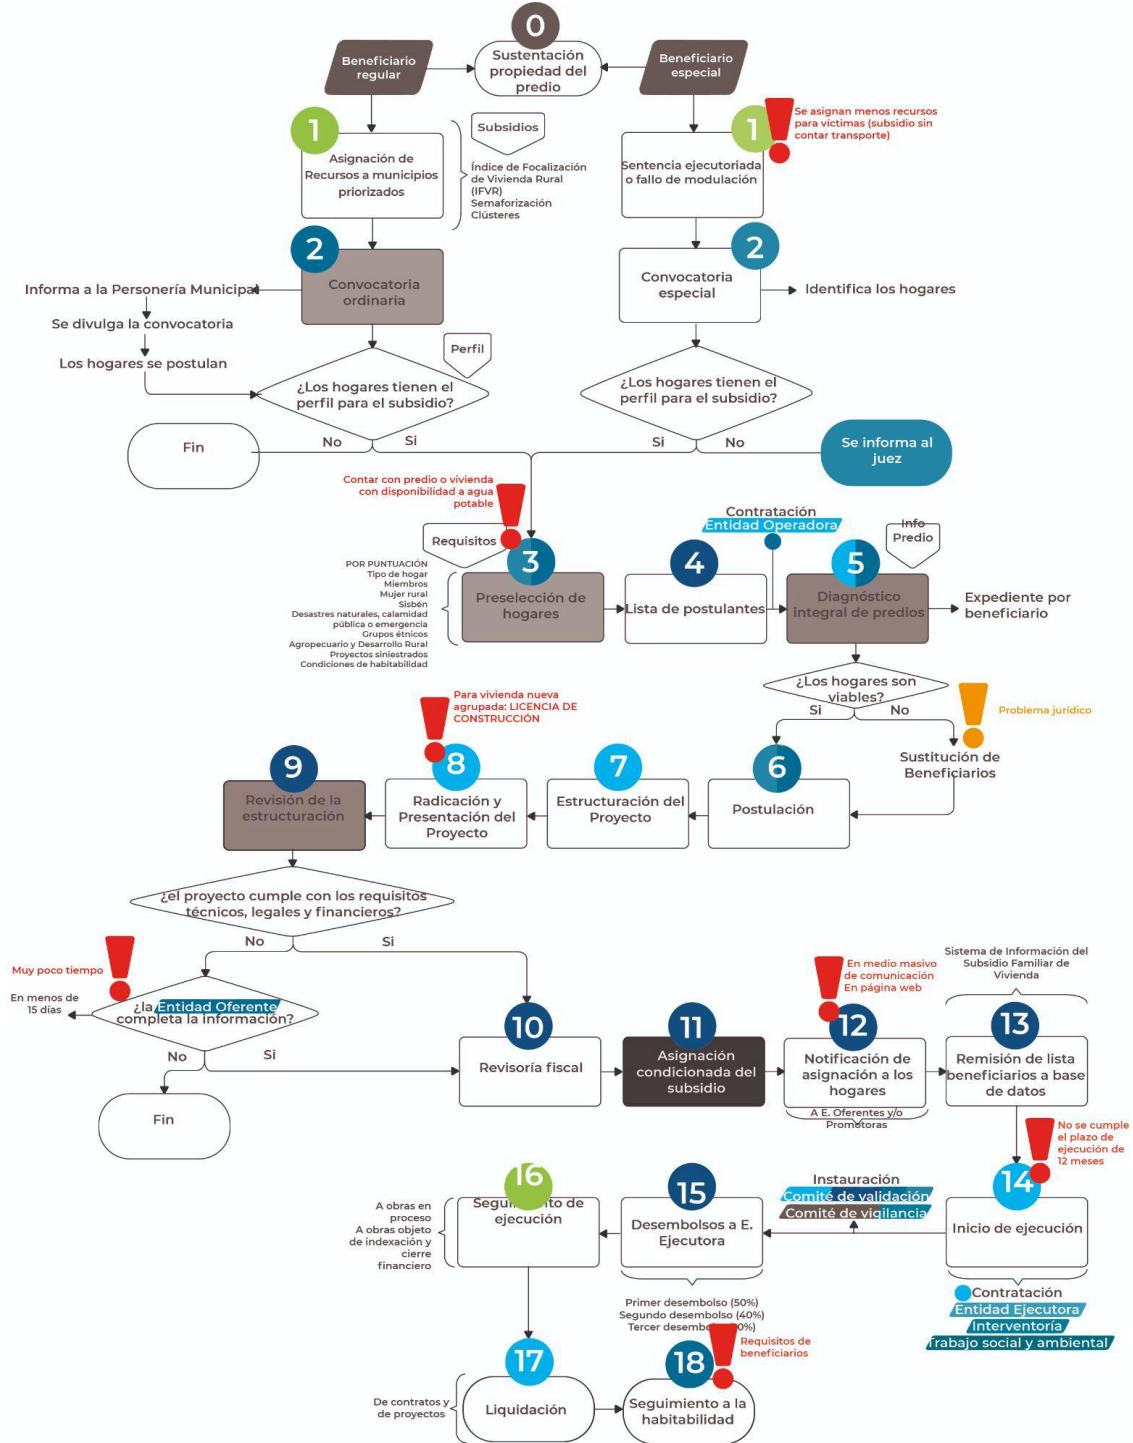 0
Sustentación
propiedad del
predio
Beneficiario
regular
Beneficiario
especial
1
Asignación de
Recursos a municipios
priorizados
Subsidios
Índice de Focalización
de Vivienda Rural
(IFVR)
Semaforización
Clústeres
1
Sentencia ejecutoriada
o fallo de modulación
Se asignan menos recursos
para víctimas (subsidio sin
contar transporte)
2
Convocatoria
ordinaria
Informa a la Personería Municipal
Se divulga la convocatoria
Los hogares se postulan
2
Convocatoria
especial
Identifica los hogares
Perfil
¿Los hogares tienen el
perfil para el subsidio?
No
Si
Fin
¿Los hogares tienen el
perfil para el subsidio?
Si
No
Se informa al
juez
Contar con predio o vivienda
con disponibilidad a agua
potable
Requisitos
3
Preselección de
hogares
POR PUNTUACIÓN
Tipo de hogar
Miembros
Mujer rural
Sisbén
Desastres naturales, calamidad
pública o emergencia
Grupos étnicos
Agropecuario y Desarrollo Rural
Proyectos siniestrados
Condiciones de habitabilidad
4
Lista de postulantes
Contratación
Entidad Operadora
5
Diagnóstico
integral de predios
Info
Predio
Expediente por
beneficiario
¿Los hogares son
viables?
Si
No
Problema jurídico
Sustitución de
Beneficiarios
6
Postulación
7
Estructuración del
Proyecto
Para vivienda nueva
agrupada: LICENCIA DE
CONSTRUCCIÓN
8
Radicación y
Presentación del
Proyecto
9
Revisión de la
estructuración
¿el proyecto cumple con los requisitos
técnicos, legales y financieros?
No
Si
Muy poco tiempo
En menos de
15 días
¿la Entidad Oferente
completa la información?
No
Si
Fin
10
Revisoría fiscal
11
Asignación
condicionada del
subsidio
En medio masivo
de comunicación
En página web
12
Notificación de
asignación a los
hogares
A E. Oferentes y/o
Promotoras
Sistema de Información del
Subsidio Familiar de
Vivienda
13
Remisión de lista
beneficiarios a base
de datos
No se cumple
el plazo de
ejecución de
12 meses
14
Inicio de ejecución
Contratación
Entidad Ejecutora
Interventoría
Trabajo social y ambiental
Instauración
Comité de validación
Comité de vigilancia
15
Desembolsos a E.
Ejecutora
Primer desembolso (50%)
Segundo desembolso (40%)
Tercer
16
ejecución
A obras en
proceso
A obras objeto
de indexación y
cierre
financiero
17
Liquidación
De contratos y
de proyectos
18
Seguimiento a la
habitabilidad
Requisitos de
beneficiarios